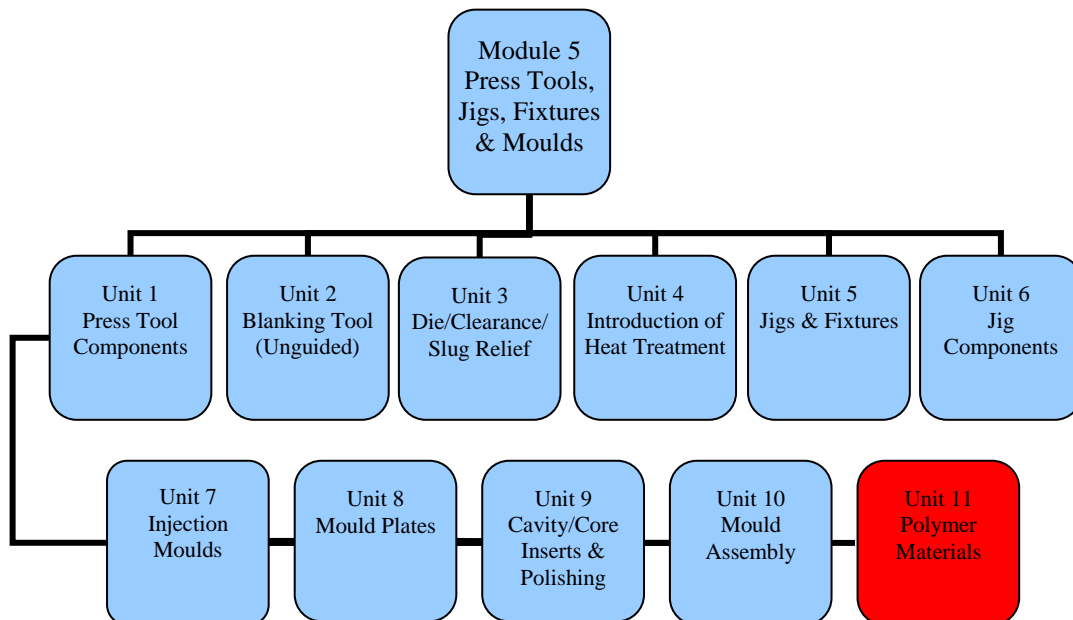 Module 5
Press Tools,
Jigs, Fixtures
& Moulds
Unit 1
Press Tool
Components
Unit 2
Blanking Tool
(Unguided)
Unit 3
Die/Clearance/
Slug Relief
Unit 4
Introduction of
Heat Treatment
Unit 5
Jigs & Fixtures
Unit 6
Jig
Components
Unit 7
Injection
Moulds
Unit 8
Mould Plates
Unit 9
Cavity/Core
Inserts &
Polishing
Unit 10
Mould
Assembly
Unit 11
Polymer
Materials